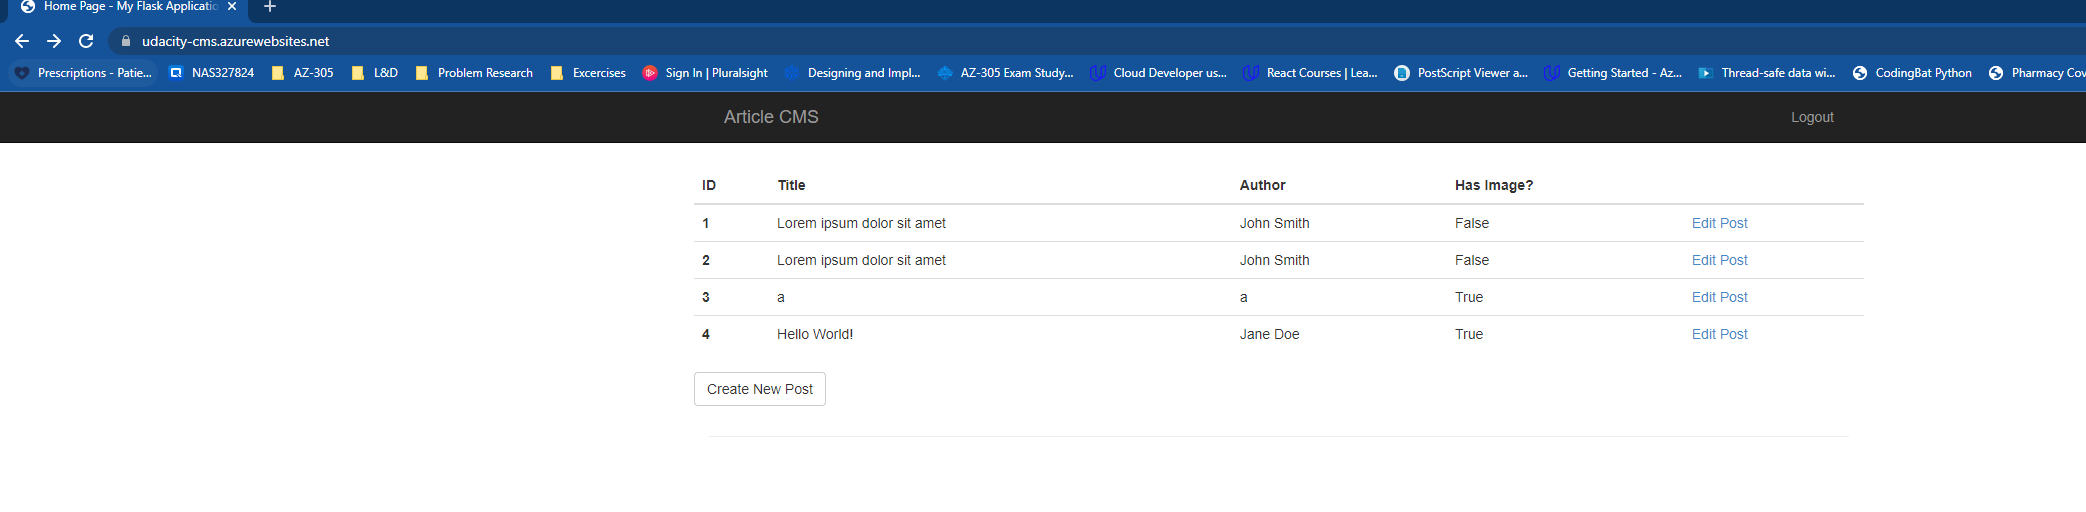 Home Page - My Flask Applicatio
udacity-cms.azurewebsites.net
Prescriptions - Patie... NAS327824 AZ-305 L&D Problem Research Excercises Sign In | Pluralsight Designing and Impl... AZ-305 Exam Study... Cloud Developer us... React Courses | Lea... PostScript Viewer a... Getting Started - Az... Thread-safe data wi... CodingBat Python Pharmacy Cov
Article CMS Logout
ID Title Author Has Image?
1 Lorem ipsum dolor sit amet John Smith False Edit Post
2 Lorem ipsum dolor sit amet John Smith False Edit Post
3 a a True Edit Post
4 Hello World! Jane Doe True Edit Post
Create New Post